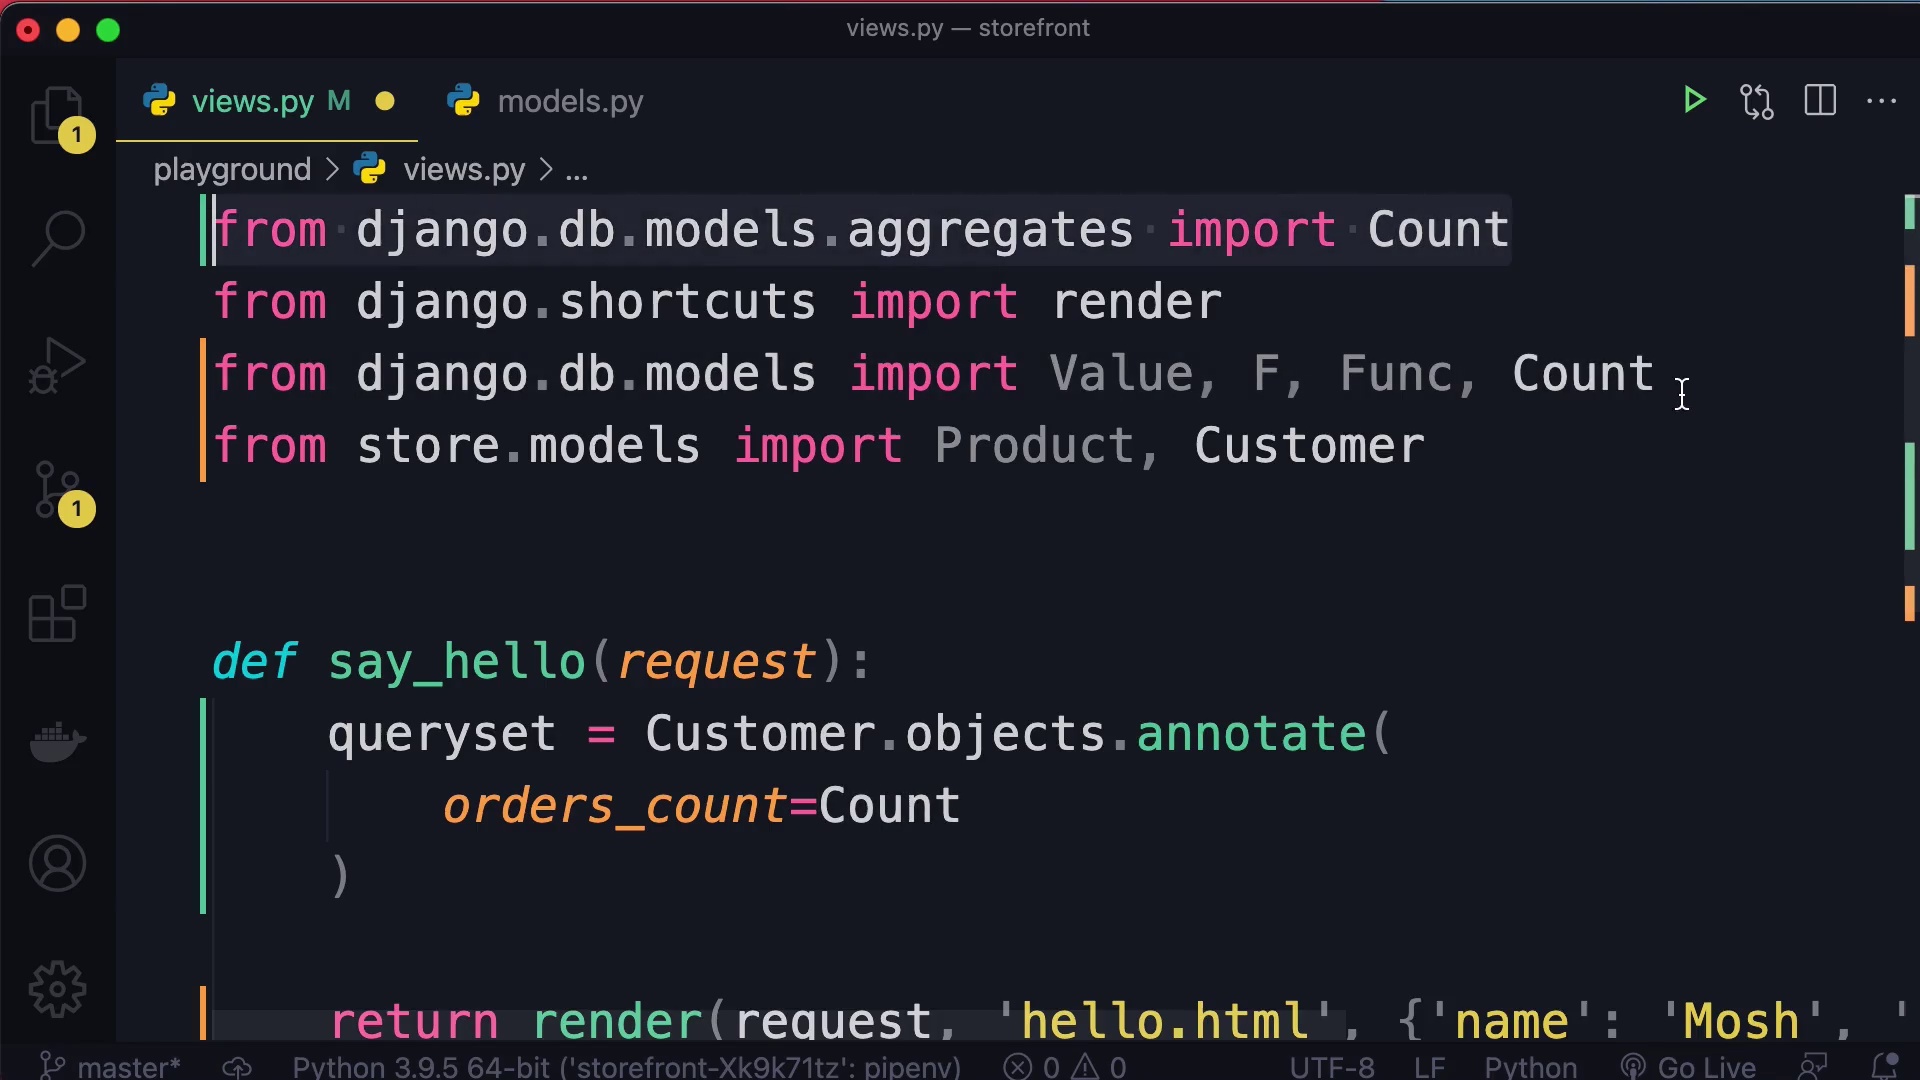 views.py — storefront
views.py M models.py
1
playground > views.py > ...
from django.db.models.aggregates import Count
from django.shortcuts import render
from django.db.models import Value, F, Func, Count
from store.models import Product, Customer
1
def say_hello(request):
queryset = Customer.objects.annotate(
orders_count=Count
)
return render(request, 'hello.html', {'name': 'Mosh', '
master* Python 3.9.5 64-bit ('storefront-Xk9k71tz': pipenv) 0 0 UTF-8 LF Python Go Live